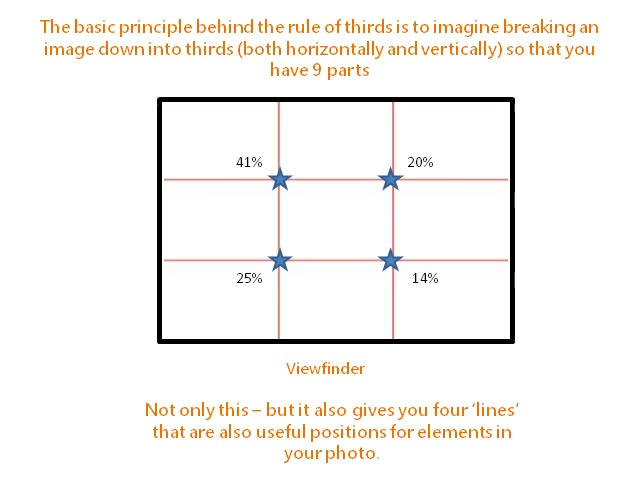 The basic principle behind the rule of thirds is to imagine breaking an
image down into thirds (both horizontally and vertically) so that you
have 9 parts
41%
20%
25%
14%
Viewfinder
Not only this – but it also gives you four ‘lines’
that are also useful positions for elements in
your photo.